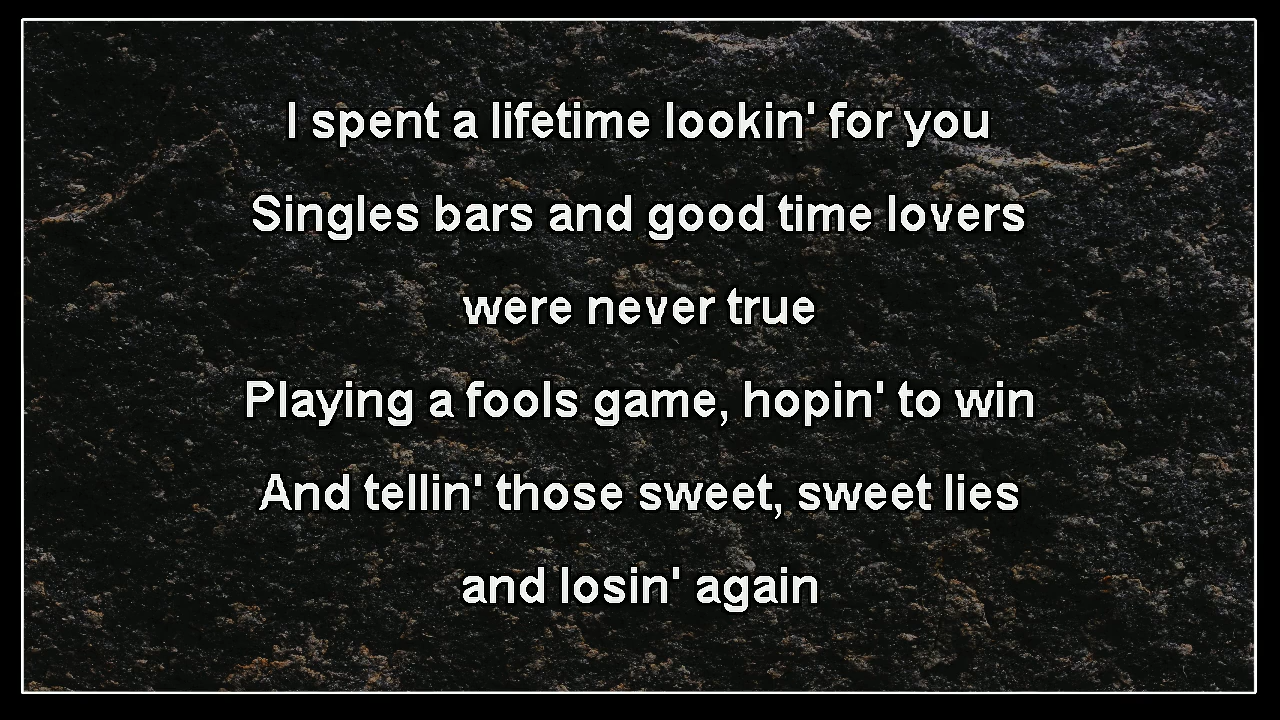 I spent a lifetime lookin' for you
Singles bars and good time lovers
were never true
Playing a fools game, hopin' to win
And tellin' those sweet, sweet lies
and losin' again